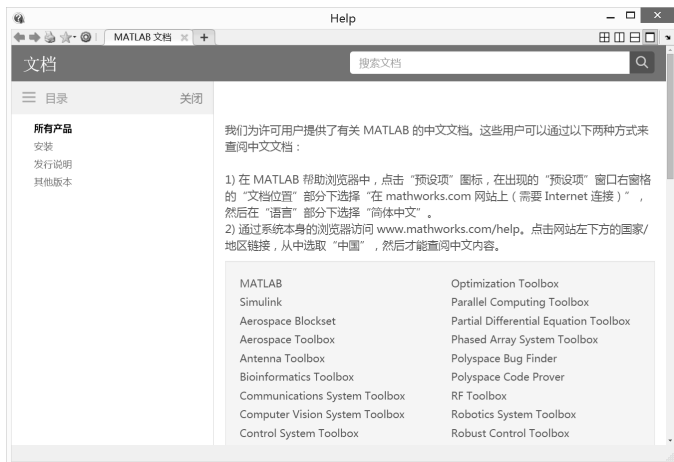 Help
MATLAB 文档
文档
搜索文档
目录 关闭
所有产品
安装
发行说明
其他版本
我们为许可用户提供了有关 MATLAB 的中文文档。这些用户可以通过以下两种方式来
查阅中文文档：
1) 在 MATLAB 帮助浏览器中，点击“预设项”图标，在出现的“预设项”窗口右窗格
的“文档位置”部分下选择“在 mathworks.com 网站上（需要 Internet 连接）”，
然后在“语言”部分下选择“简体中文”。
2) 通过系统本身的浏览器访问 www.mathworks.com/help。点击网站左下方的国家/
地区链接，从中选取“中国”，然后才能查阅中文内容。
MATLAB
Simulink
Aerospace Blockset
Aerospace Toolbox
Antenna Toolbox
Bioinformatics Toolbox
Communications System Toolbox
Computer Vision System Toolbox
Control System Toolbox
Optimization Toolbox
Parallel Computing Toolbox
Partial Differential Equation Toolbox
Phased Array System Toolbox
Polyspace Bug Finder
Polyspace Code Prover
RF Toolbox
Robotics System Toolbox
Robust Control Toolbox